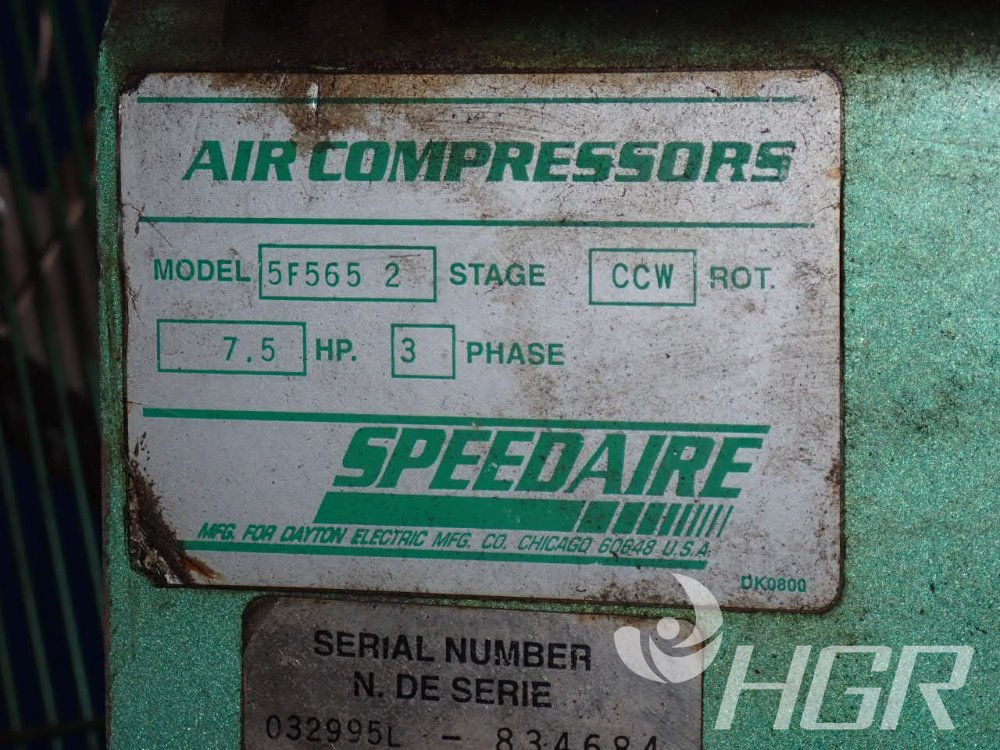 AIR COMPRESSORS
MODEL 5F565 2 STAGE CCW ROT.
7.5 HP. 3 PHASE
SPEEDAIRE
MFG. FOR DAYTON ELECTRIC MFG. CO. CHICAGO 60648 U.S.A.
DK0800
SERIAL NUMBER
N. DE SERIE
032995L - 834684
HGR